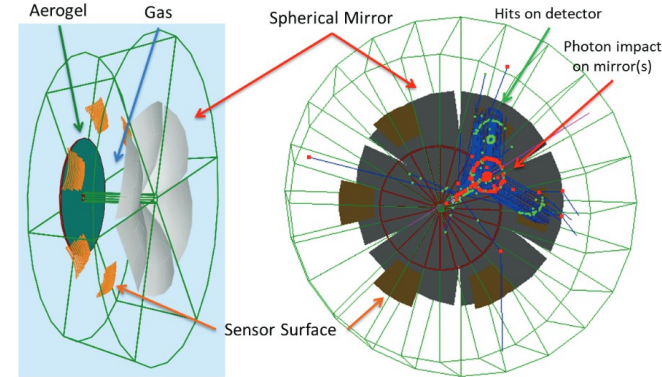 Aerogel
Gas
Spherical Mirror
Hits on detector
Photon impact
on mirror(s)
Sensor Surface